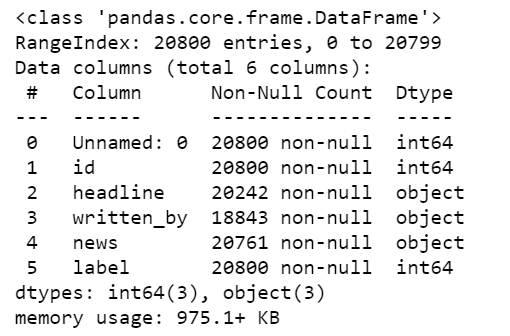 <class 'pandas.core.frame.DataFrame'>
RangeIndex: 20800 entries, 0 to 20799
Data columns (total 6 columns):
 #   Column      Non-Null Count  Dtype
---  ------      --------------  -----
 0   Unnamed: 0  20800 non-null  int64
 1   id          20800 non-null  int64
 2   headline    20242 non-null  object
 3   written_by  18843 non-null  object
 4   news        20761 non-null  object
 5   label       20800 non-null  int64
dtypes: int64(3), object(3)
memory usage: 975.1+ KB